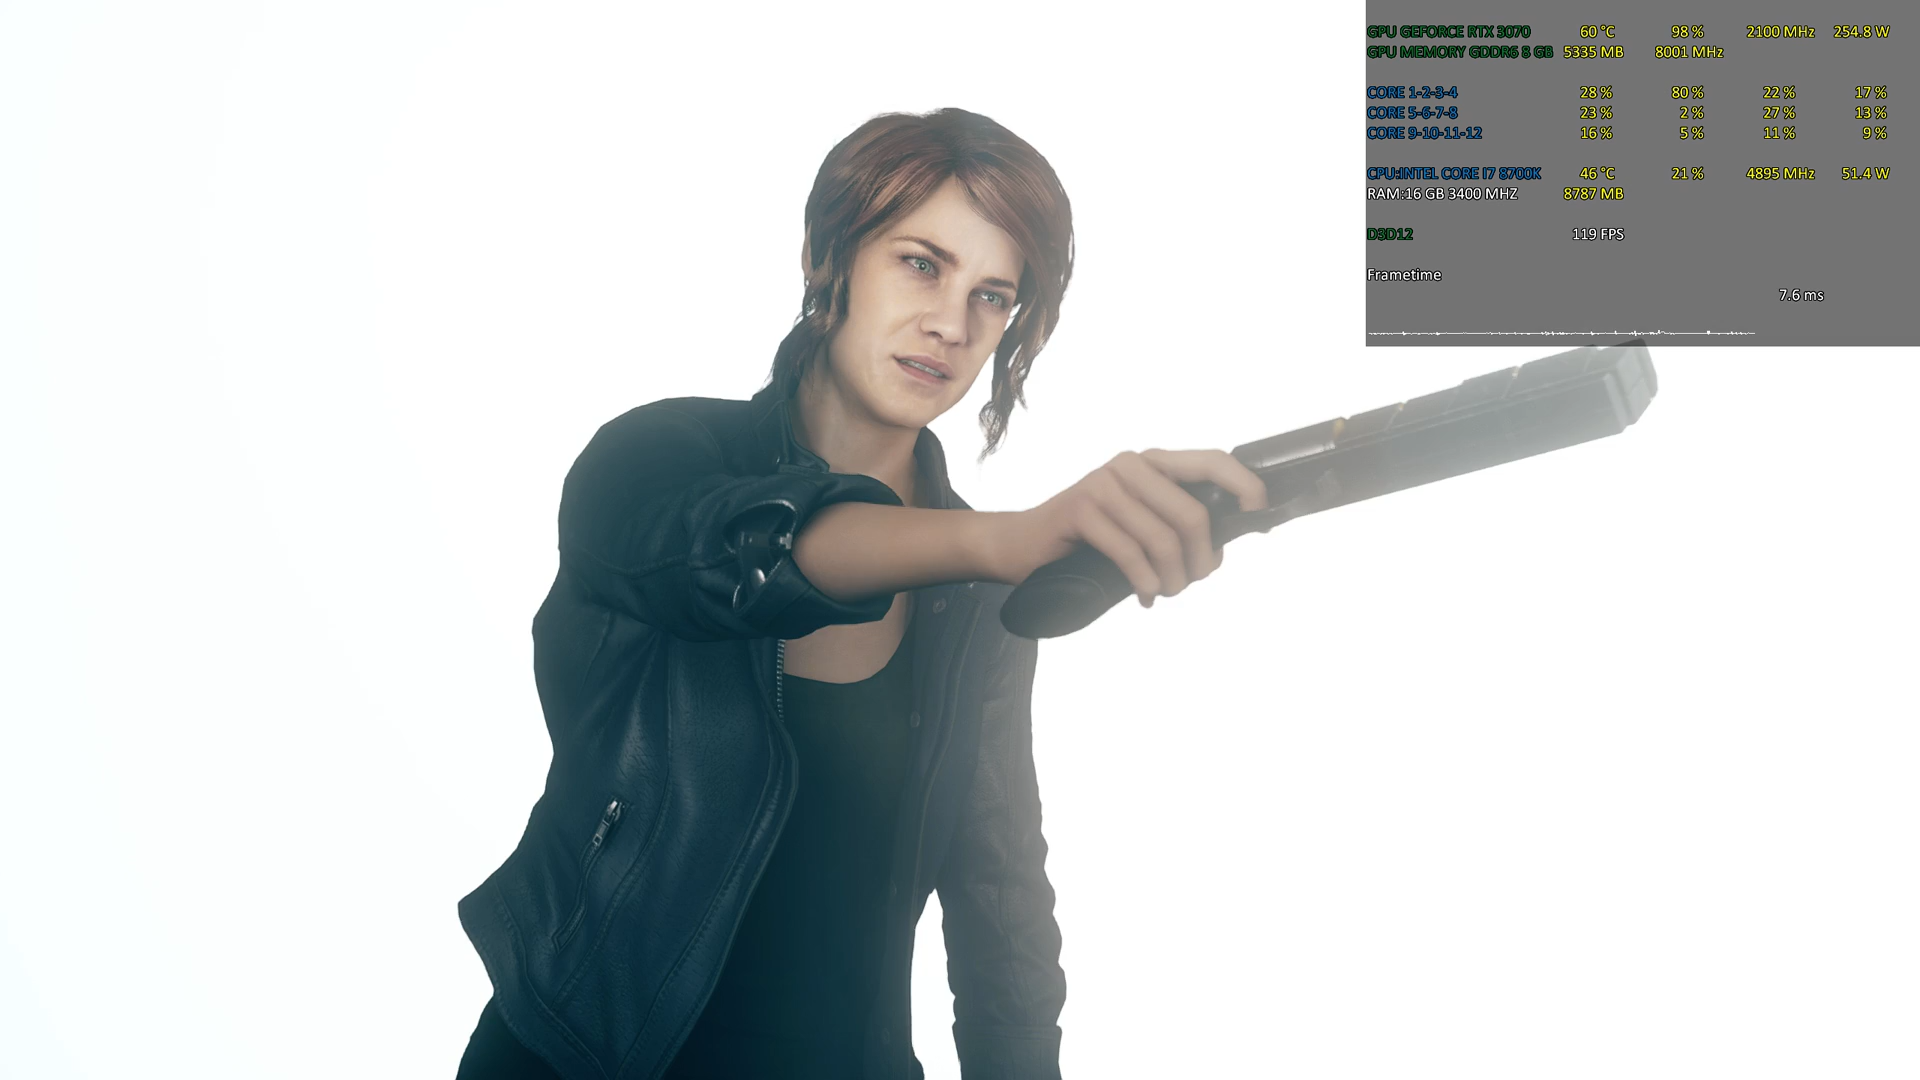 GPU GEFORCE RTX 3070 60 °C 98 % 2100 MHz 254.8 W
GPU MEMORY GDDR6 8 GB 5335 MB 8001 MHz
CORE 1-2-3-4 28 % 80 % 22 % 17 %
CORE 5-6-7-8 23 % 2 % 27 % 13 %
CORE 9-10-11-12 16 % 5 % 11 % 9 %
CPU:INTEL CORE I7 8700K 46 °C 21 % 4895 MHz 51.4 W
RAM:16 GB 3400 MHZ 8787 MB
D3D12 119 FPS
Frametime
7.6 ms